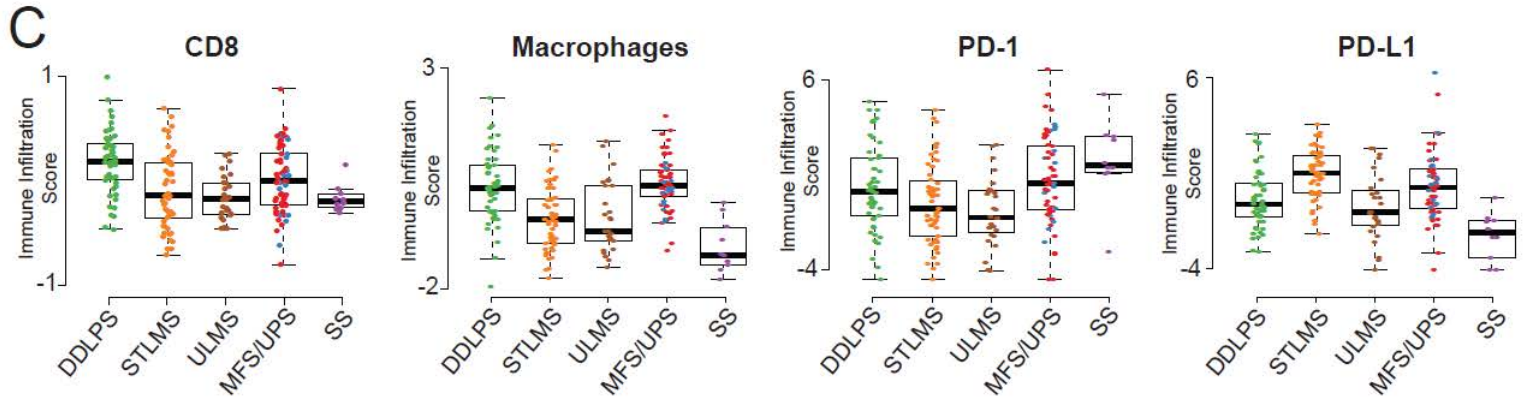 C
CD8
Immune Infiltration
Score
1
-1
DDLPS
STLMS
ULMS
MFS/UPS
SS
Macrophages
Immune Infiltration
Score
3
-2
DDLPS
STLMS
ULMS
MFS/UPS
SS
PD-1
Immune Infiltration
Score
6
-4
DDLPS
STLMS
ULMS
MFS/UPS
SS
PD-L1
Immune Infiltration
Score
6
-4
DDLPS
STLMS
ULMS
MFS/UPS
SS